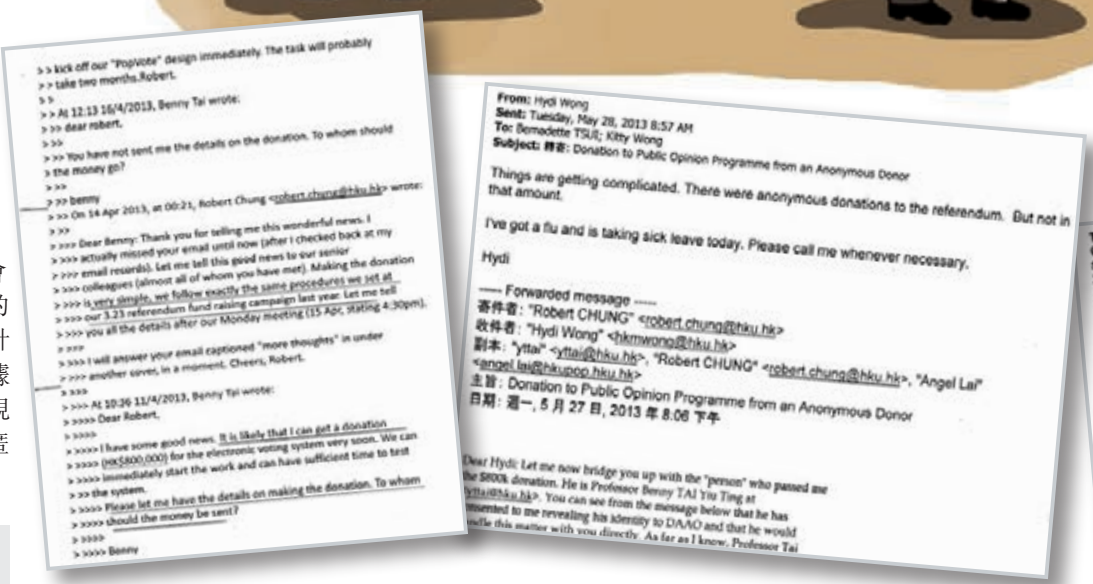 > > kick off our "PopVote" design immediately. The task will probably
> > take two months.Robert.
> >
> > At 12:13 16/4/2013, Benny Tai wrote:
> >> dear robert,
> >>
> >> You have not sent me the details on the donation. To whom should
> the money go?
> >>
> >> benny
> >> On 14 Apr 2013, at 00:21, Robert Chung <robert.chung@hku.hk> wrote:
> >>
> >>> Dear Benny: Thank you for telling me this wonderful news. I
> >>> actually missed your email until now (after I checked back at my
> >>> email records). Let me tell this good news to our senior
> >>> colleagues (almost all of whom you have met). Making the donation
> >>> is very simple, we follow exactly the same procedures we set at
> >>> our 3.23 referendum fund raising campaign last year. Let me tell
> >>> you all the details after our Monday meeting (15 Apr, stating 4:30pm).
> >>>
> >>> I will answer your email captioned "more thoughts" in under
> >>> another cover, in a moment. Cheers, Robert.
> >>>
> >>> At 10:36 11/4/2013, Benny Tai wrote:
> >>>> Dear Robert,
> >>>>
> >>>> I have some good news. It is likely that I can get a donation
> >>>> (HK$800,000) for the electronic voting system very soon. We can
> >>>> immediately start the work and can have sufficient time to test
> >> the system.
> >>>> Please let me have the details on making the donation. To whom
> >>>> should the money be sent?
> >>>>
> >>>> Benny
From: Hydi Wong
Sent: Tuesday, May 28, 2013 8:57 AM
To: Bernadette TSUI; Kitty Wong
Subject: 轉寄: Donation to Public Opinion Programme from an Anonymous Donor
Things are getting complicated. There were anonymous donations to the referendum. But not in
that amount.
I've got a flu and is taking sick leave today. Please call me whenever necessary.
Hydi
----- Forwarded message -----
寄件者: "Robert CHUNG" <robert.chung@hku.hk>
收件者: "Hydi Wong" <hkmwong@hku.hk>
副本: "yttai" <yttai@hku.hk>, "Robert CHUNG" <robert.chung@hku.hk>, "Angel Lai"
<angel.lai@hkupop.hku.hk>
主旨: Donation to Public Opinion Programme from an Anonymous Donor
日期: 週一, 5 月 27 日, 2013 年 8:06 下午
Dear Hydi: Let me now bridge you up with the "person" who passed me
the $800k donation. He is Professor Benny TAI Yiu Ting at
yttai@hku.hk>. You can see from the message below that he has
consented to me revealing his identity to DAAO and that he would
handle this matter with you directly. As far as I know, Professor Tai
的
計
據
現